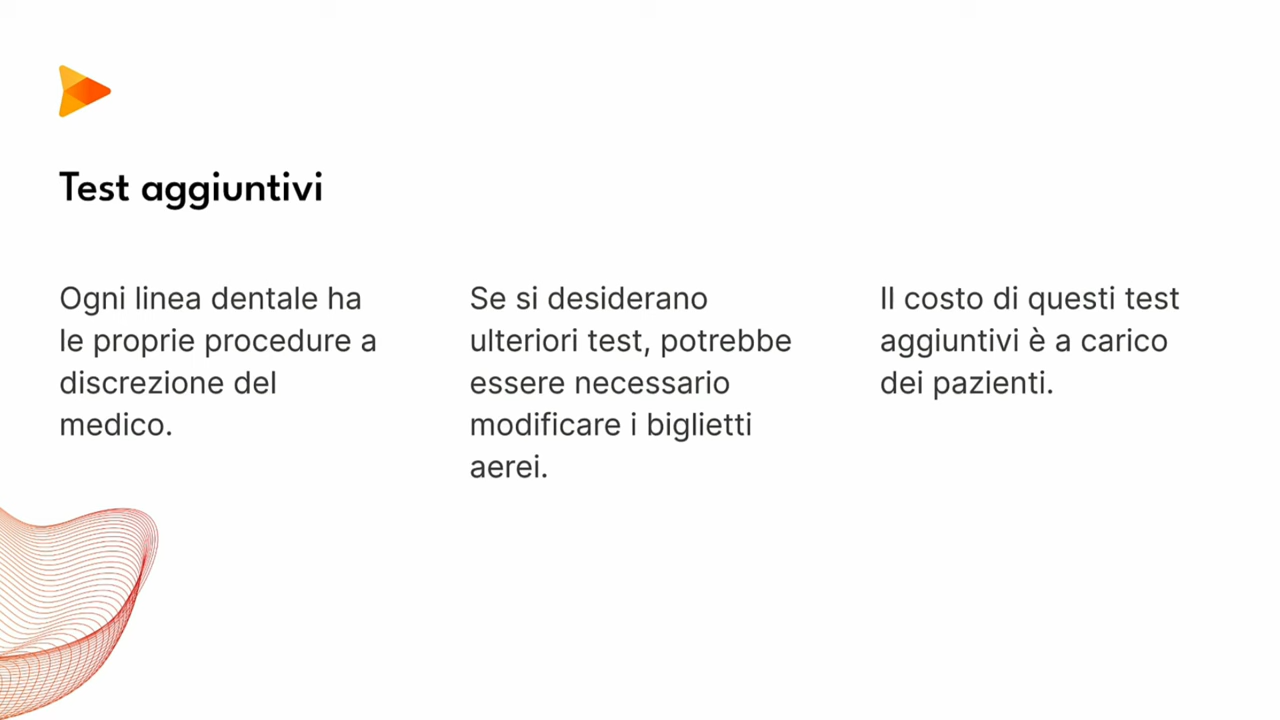 Test aggiuntivi
Ogni linea dentale ha
le proprie procedure a
discrezione del
medico.
Se si desiderano
ulteriori test, potrebbe
essere necessario
modificare i biglietti
aerei.
Il costo di questi test
aggiuntivi è a carico
dei pazienti.